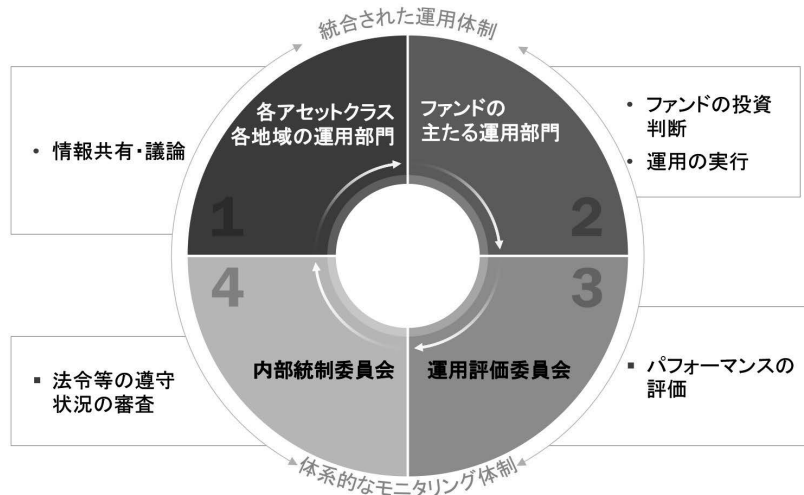 統合された運用体制
各アセットクラス
各地域の運用部門
ファンドの
主たる運用部門
• 情報共有・議論
• ファンドの投資
判断
• 運用の実行
1
2
4
3
内部統制委員会
運用評価委員会
▪ 法令等の遵守
状況の審査
▪ パフォーマンスの
評価
体系的なモニタリング体制